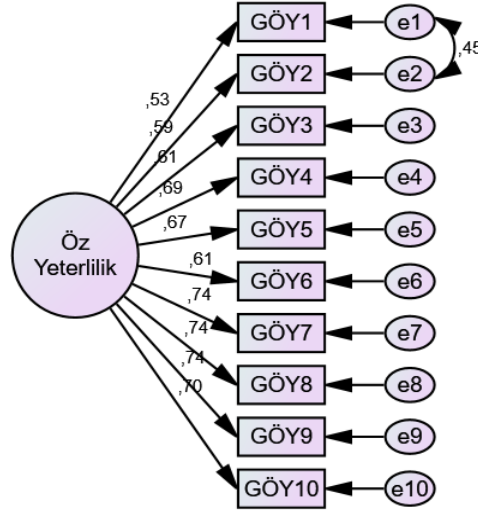 GÖY1
e1
,45
GÖY2
e2
,53
,59
GÖY3
e3
,61
GÖY4
e4
,69
Öz
Yeterlilik
,67
GÖY5
e5
,61
GÖY6
e6
,74
GÖY7
e7
,74
,74
GÖY8
e8
,70
GÖY9
e9
GÖY10
e10